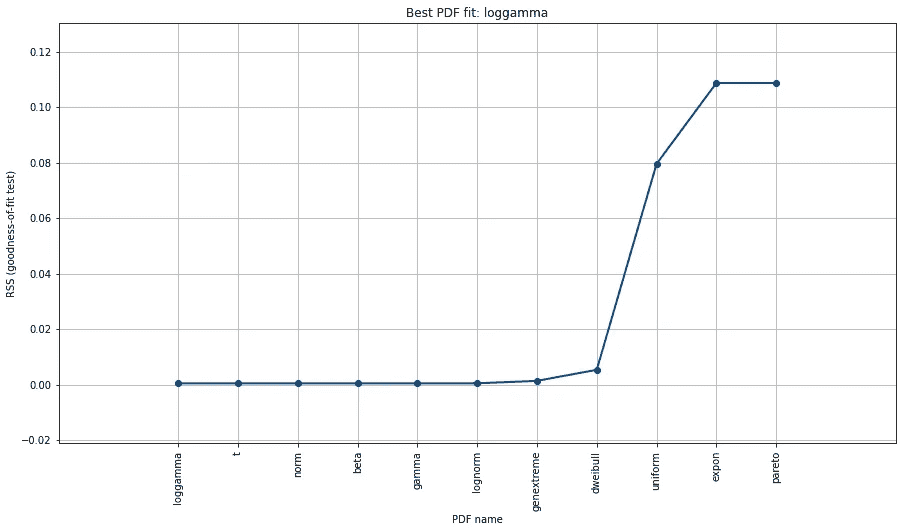 Best PDF fit: loggamma
0.12
0.10
0.08
0.06
0.04
0.02
0.00
−0.02
RSS (goodness-of-fit test)
loggamma
t
norm
beta
gamma
lognorm
genextreme
dweibull
uniform
expon
pareto
PDF name